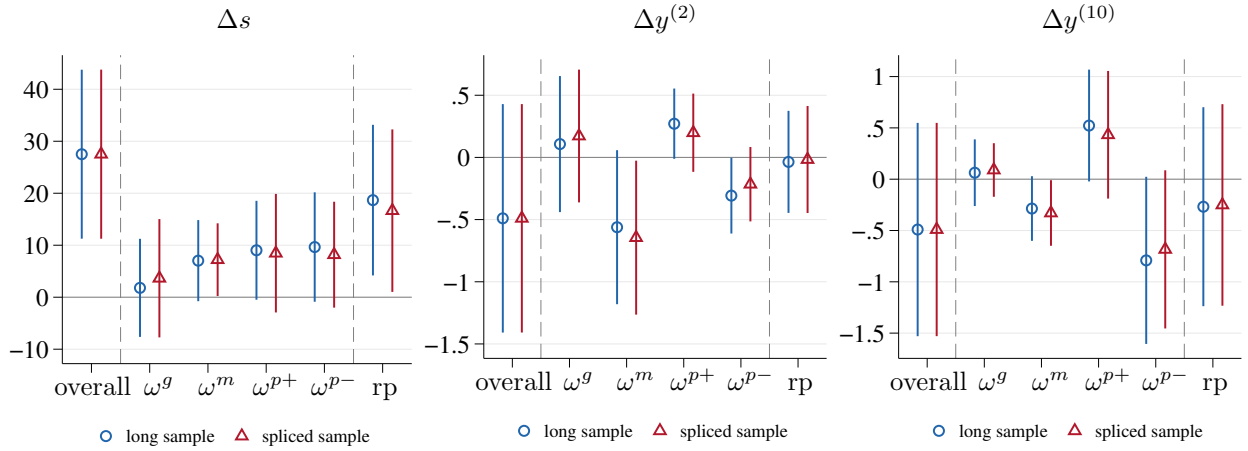 Δs
40
30
20
10
0
−10
overall ω^g ω^m ω^{p+} ω^{p−} rp
long sample spliced sample
Δy^{(2)}
.5
0
−.5
−1
−1.5
overall ω^g ω^m ω^{p+} ω^{p−} rp
long sample spliced sample
Δy^{(10)}
1
.5
0
−.5
−1
−1.5
overall ω^g ω^m ω^{p+} ω^{p−} rp
long sample spliced sample